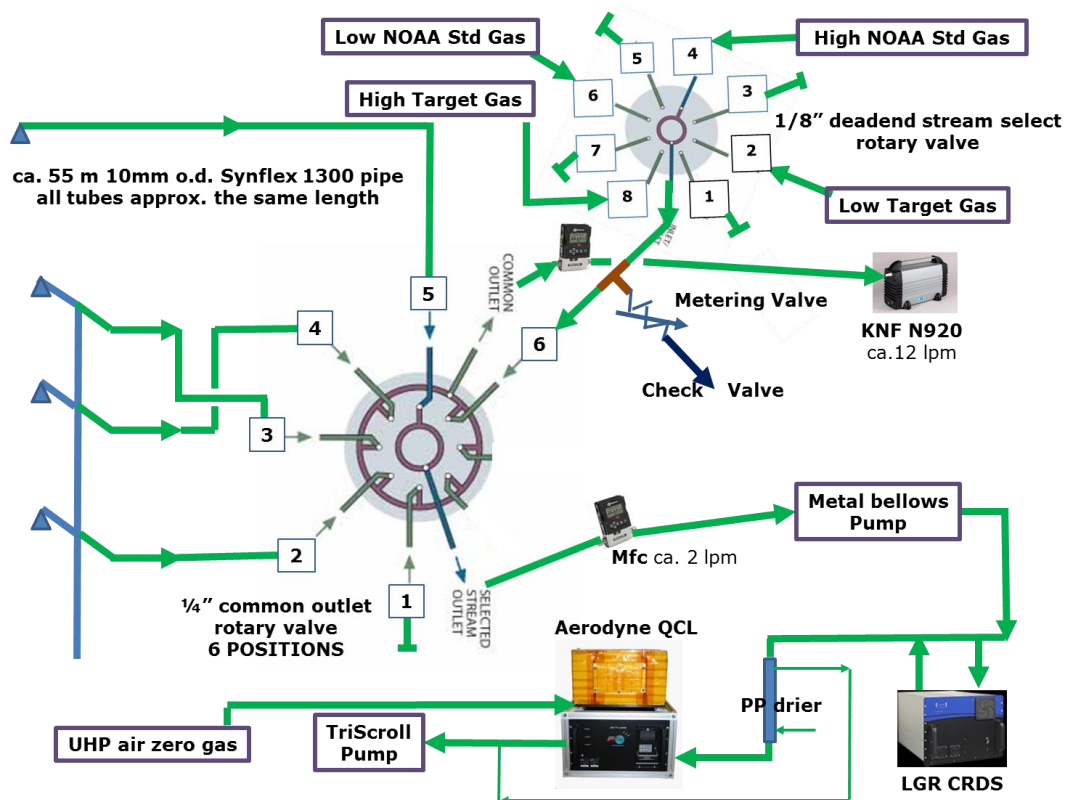 Low NOAA Std Gas
High NOAA Std Gas
High Target Gas
5
4
6
3
7
2
8
1
1/8” deadend stream select
rotary valve
Low Target Gas
ca. 55 m 10mm o.d. Synflex 1300 pipe
all tubes approx. the same length
INLET/
COMMON
OUTLET
5
4
6
3
2
1
Metering Valve
KNF N920
ca.12 lpm
Check Valve
Metal bellows
Pump
Mfc ca. 2 lpm
SELECTED
STREAM
OUTLET
¼” common outlet
rotary valve
6 POSITIONS
Aerodyne QCL
PP drier
UHP air zero gas
TriScroll
Pump
LGR CRDS